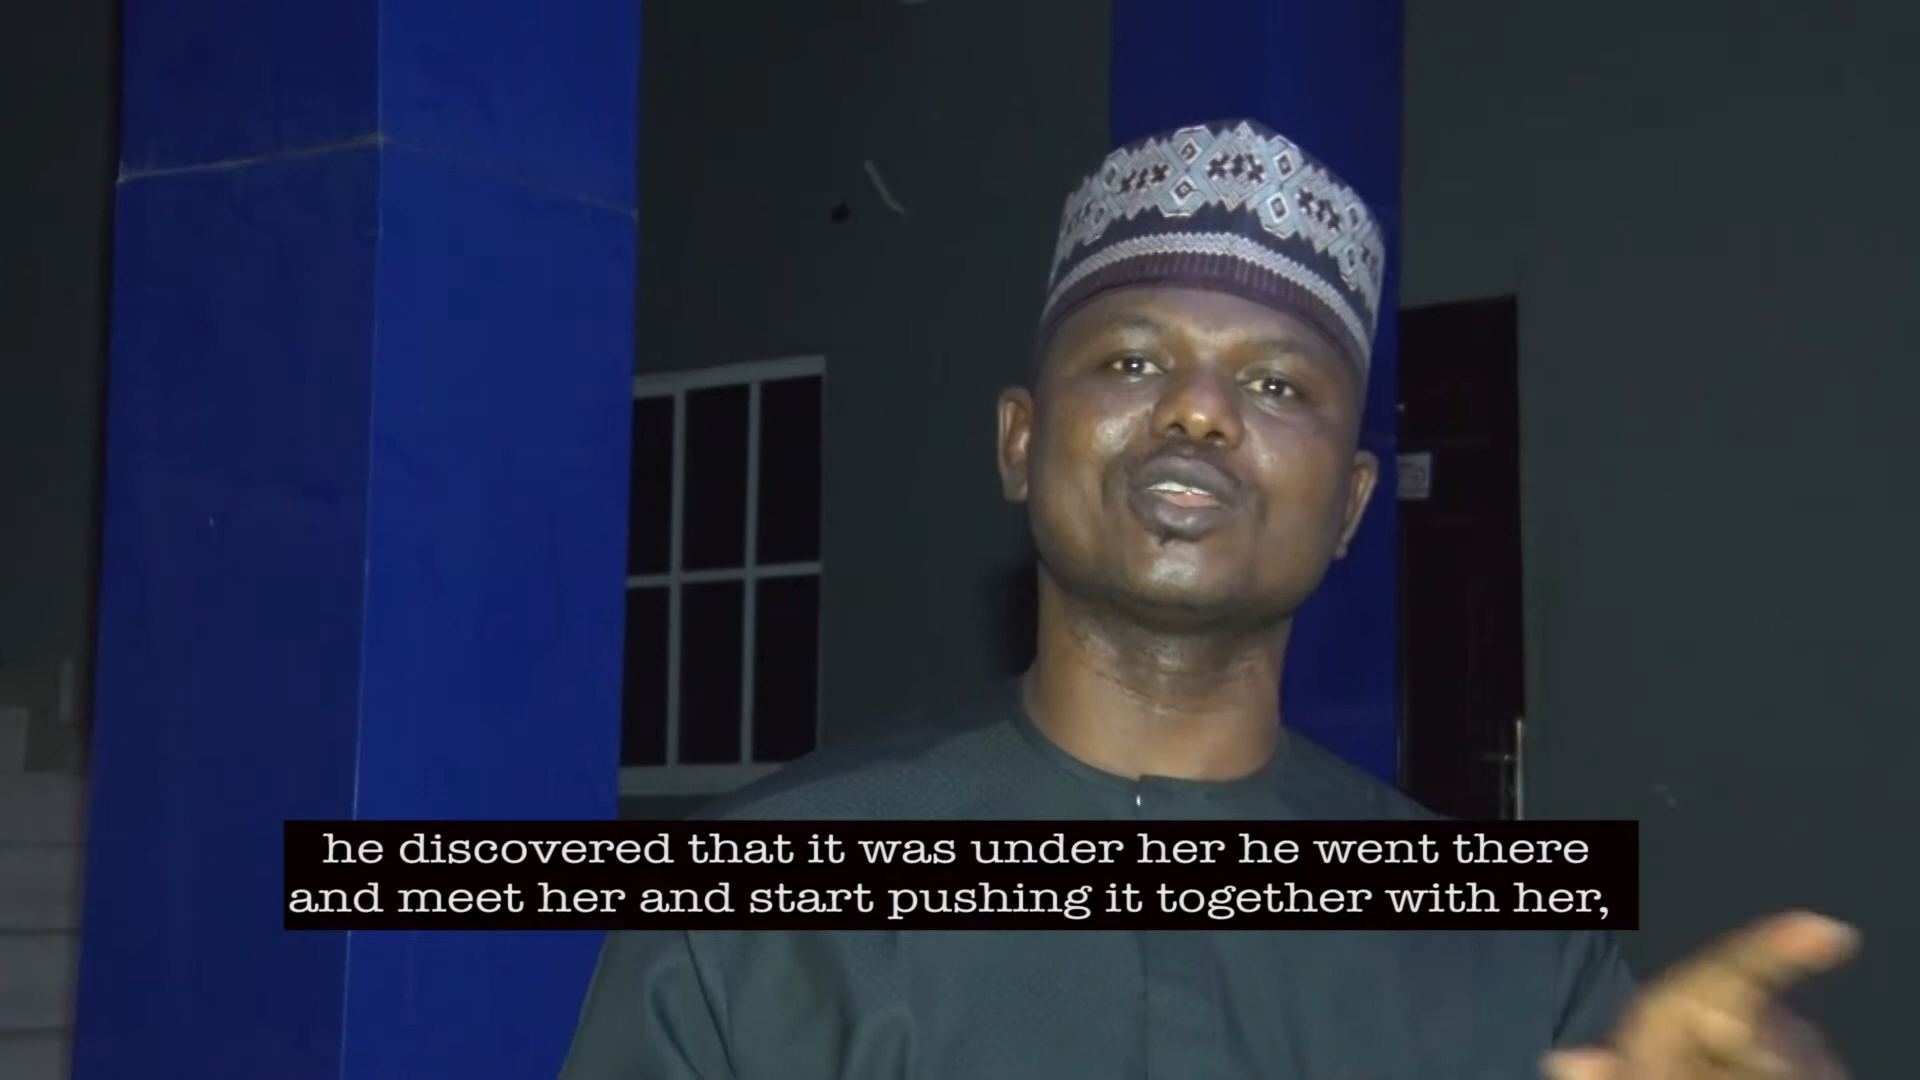 he discovered that it was under her he went there
and meet her and start pushing it together with her,